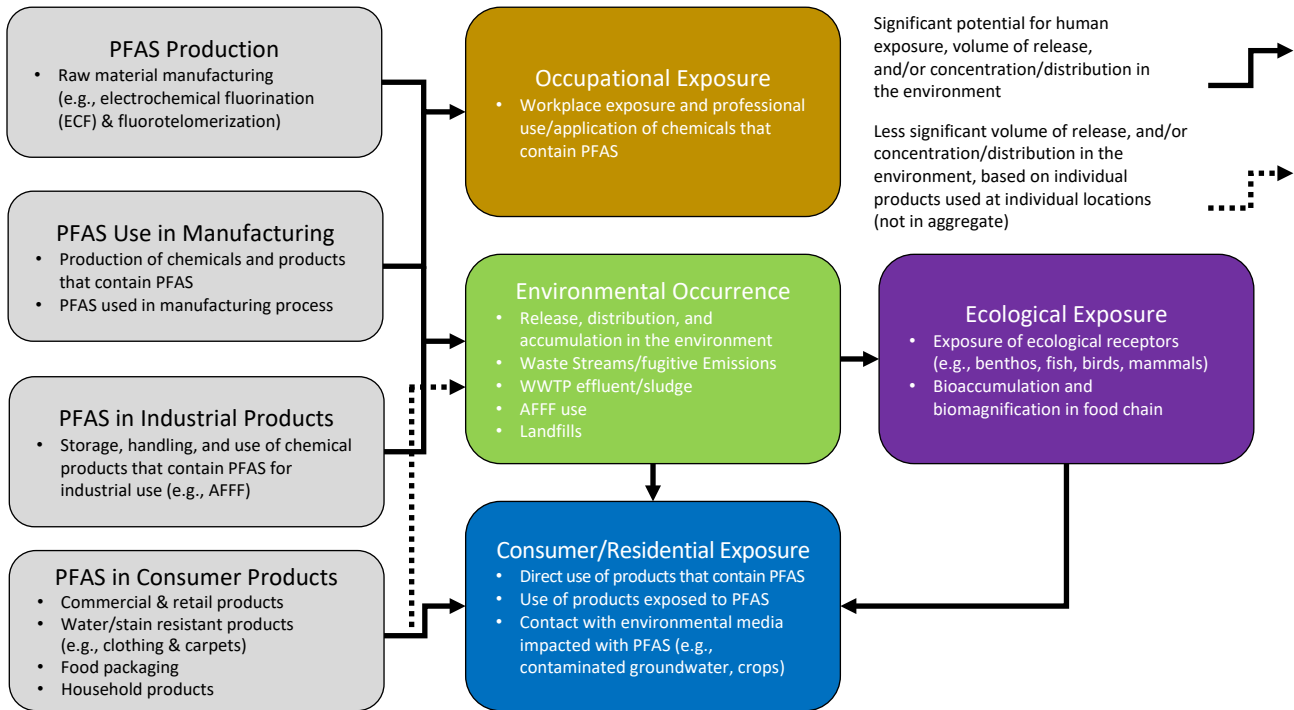 PFAS Production
• Raw material manufacturing
(e.g., electrochemical fluorination
(ECF) & fluorotelomerization)
PFAS Use in Manufacturing
• Production of chemicals and products
that contain PFAS
• PFAS used in manufacturing process
PFAS in Industrial Products
• Storage, handling, and use of chemical
products that contain PFAS for
industrial use (e.g., AFFF)
PFAS in Consumer Products
• Commercial & retail products
• Water/stain resistant products
(e.g., clothing & carpets)
• Food packaging
• Household products
Occupational Exposure
• Workplace exposure and professional
use/application of chemicals that
contain PFAS
Environmental Occurrence
• Release, distribution, and
accumulation in the environment
• Waste Streams/fugitive Emissions
• WWTP effluent/sludge
• AFFF use
• Landfills
Consumer/Residential Exposure
• Direct use of products that contain PFAS
• Use of products exposed to PFAS
• Contact with environmental media
impacted with PFAS (e.g.,
contaminated groundwater, crops)
Significant potential for human
exposure, volume of release,
and/or concentration/distribution in
the environment
Less significant volume of release, and/or
concentration/distribution in the
environment, based on individual
products used at individual locations
(not in aggregate)
Ecological Exposure
• Exposure of ecological receptors
(e.g., benthos, fish, birds, mammals)
• Bioaccumulation and
biomagnification in food chain